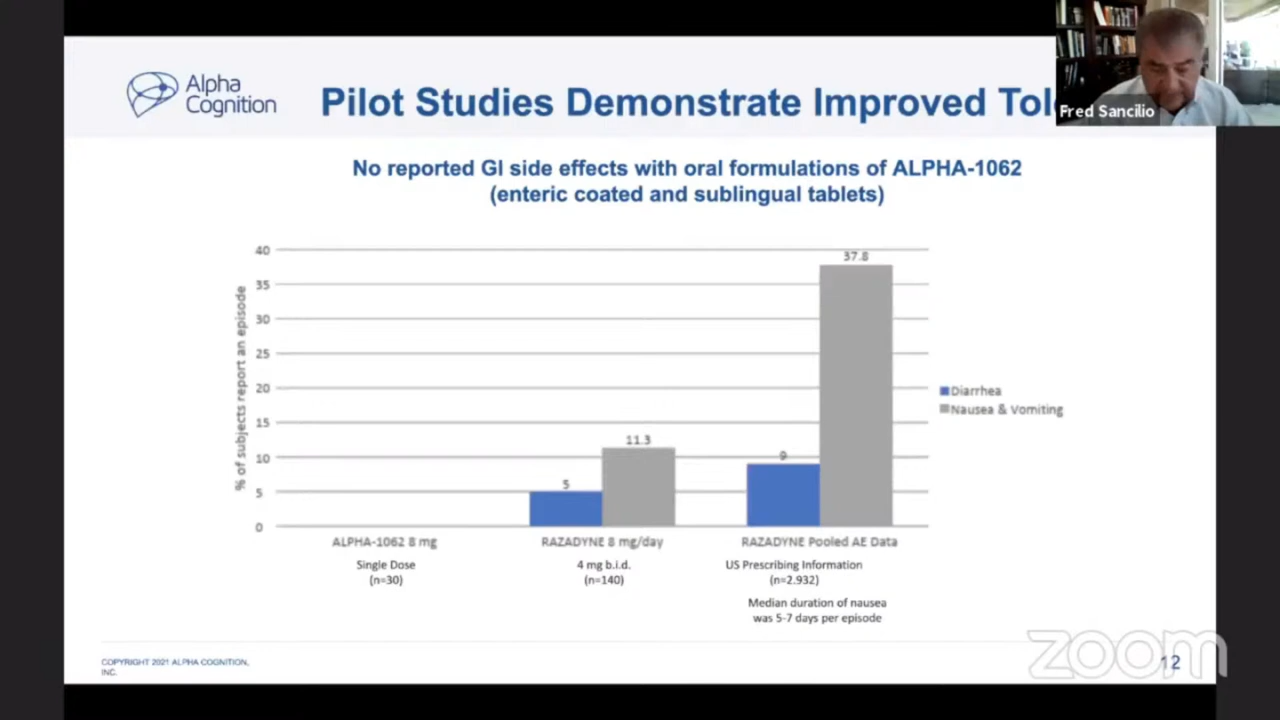 Alpha
Cognition
Pilot Studies Demonstrate Improved
Fred Sancilio
No reported GI side effects with oral formulations of ALPHA-1062
(enteric coated and sublingual tablets)
% of subjects report an episode
40
35
30
25
20
15
10
5
0
5
11.3
9
37.8
Diarrhea
Nausea & Vomiting
ALPHA-1062 8 mg
RAZADYNE 8 mg/day
RAZADYNE Pooled AE Data
Single Dose
(n=30)
4 mg b.i.d.
(n=140)
US Prescribing Information
(n=2.932)
Median duration of nausea
was 5-7 days per episode
COPYRIGHT 2021 ALPHA COGNITION,
INC.
zoom
12